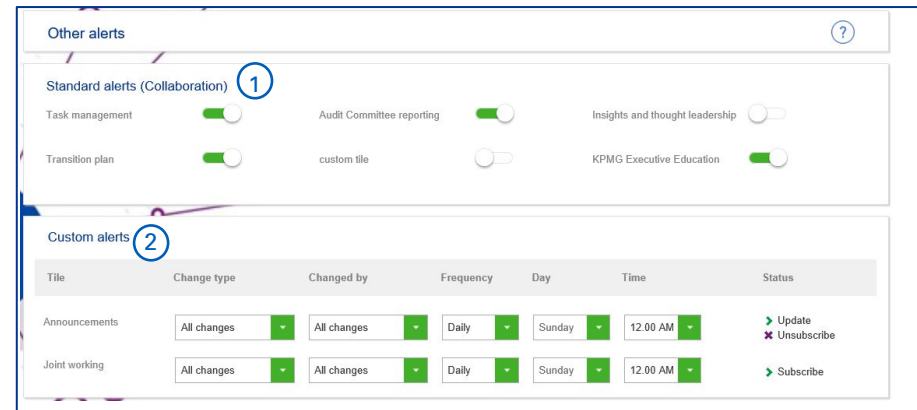 Other alerts ?
Standard alerts (Collaboration) 1
Task management Audit Committee reporting Insights and thought leadership
Transition plan custom tile KPMG Executive Education
Custom alerts 2
Tile Change type Changed by Frequency Day Time Status
Announcements All changes All changes Daily Sunday 12.00 AM Update
Unsubscribe
Joint working All changes All changes Daily Sunday 12.00 AM Subscribe